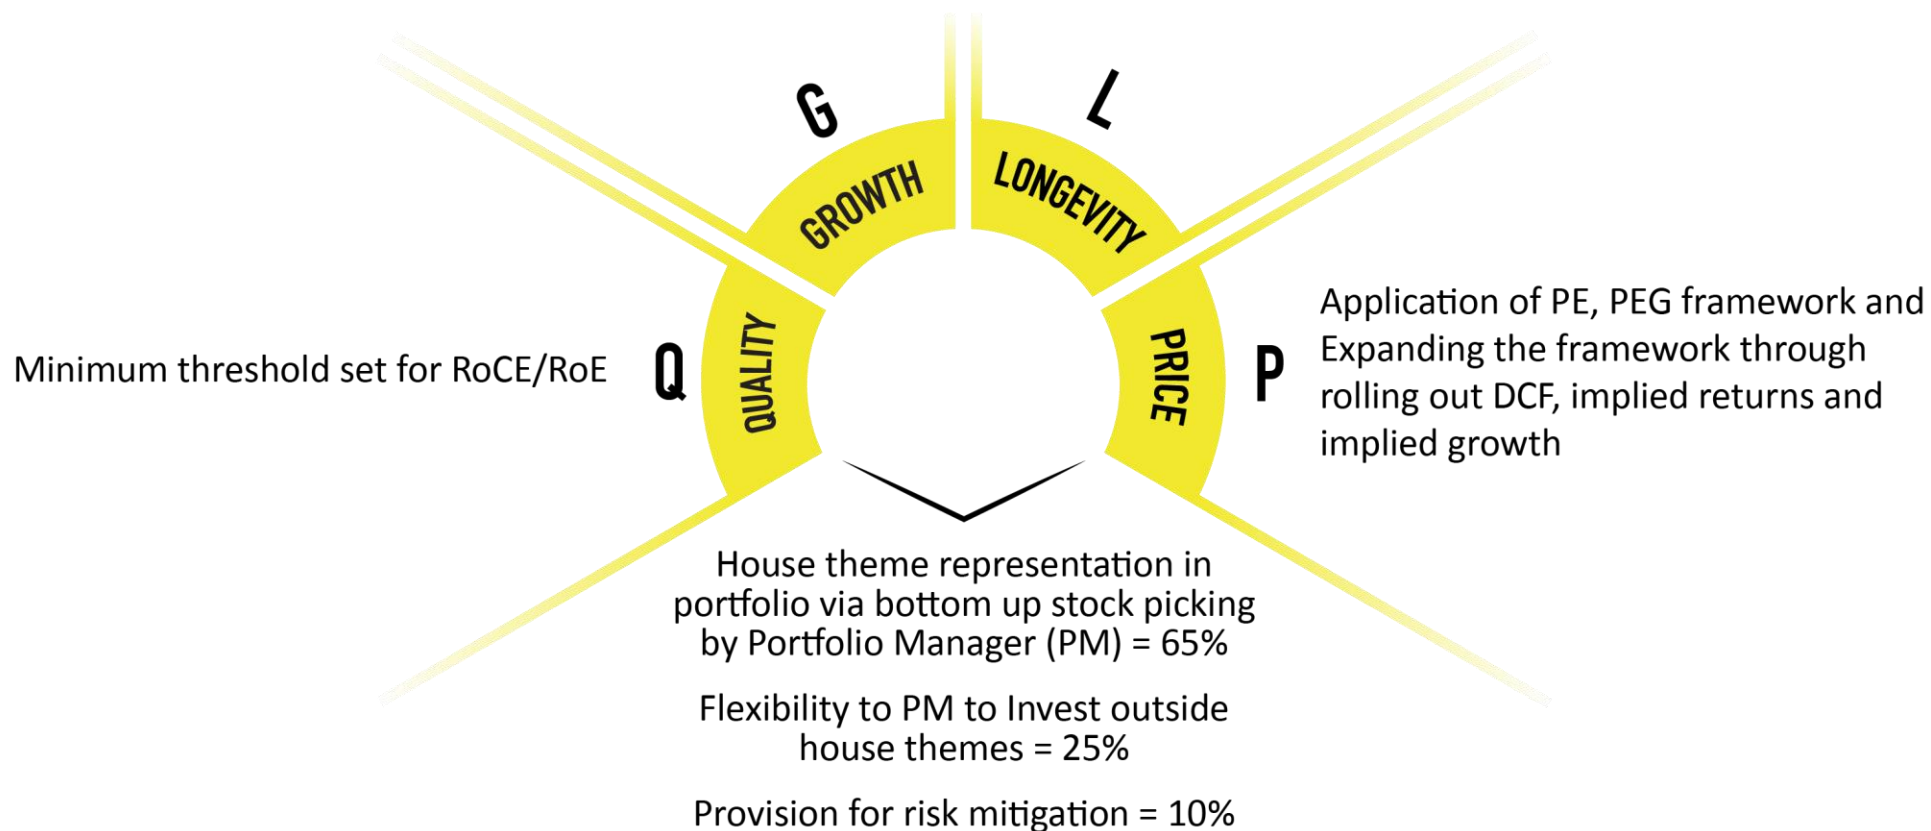 G
L
GROWTH
LONGEVITY
Minimum threshold set for RoCE/RoE
Q
QUALITY
PRICE
P
Application of PE, PEG framework and
Expanding the framework through
rolling out DCF, implied returns and
implied growth
House theme representation in
portfolio via bottom up stock picking
by Portfolio Manager (PM) = 65%
Flexibility to PM to Invest outside
house themes = 25%
Provision for risk mitigation = 10%